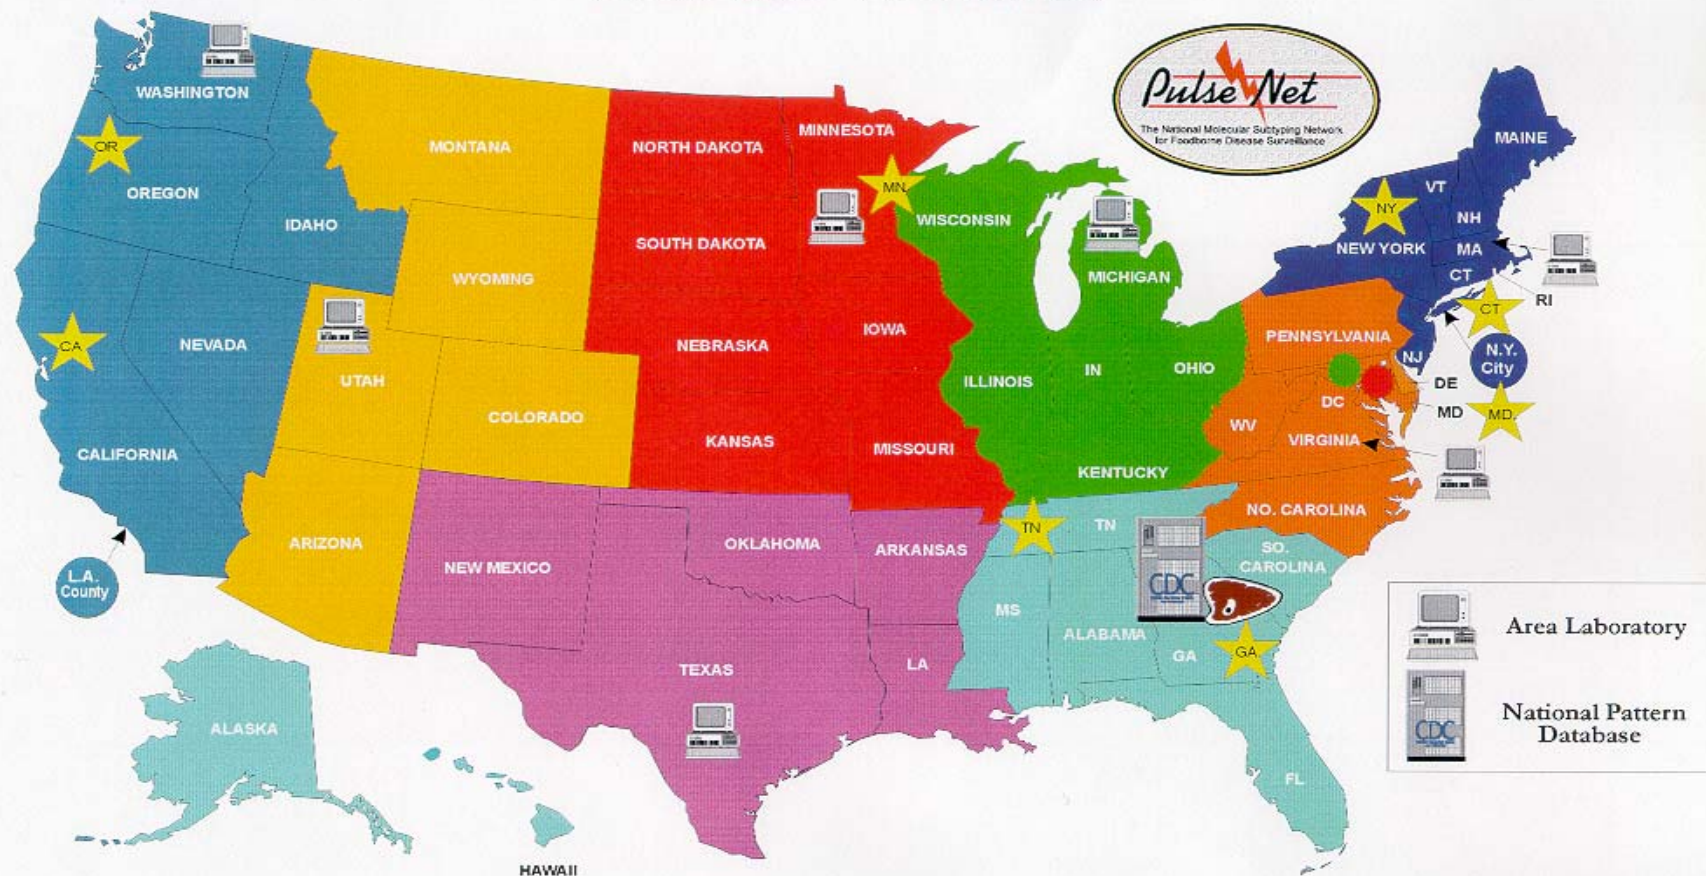 Pulse Net
The National Molecular Subtyping Network
for Foodborne Disease Surveillance
WASHINGTON
OR
OREGON
IDAHO
MONTANA
NORTH DAKOTA
MINNESOTA
MN
SOUTH DAKOTA
WYOMING
WISCONSIN
MICHIGAN
MAINE
VT
NY
NH
NEW YORK
MA
CT
RI
CT
CA
NEVADA
UTAH
COLORADO
NEBRASKA
IOWA
KANSAS
MISSOURI
ILLINOIS
IN
OHIO
PENNSYLVANIA
NJ
N.Y.
City
DE
MD
MD.
DC
WV
VIRGINIA
KENTUCKY
CALIFORNIA
L.A.
County
ARIZONA
NEW MEXICO
OKLAHOMA
ARKANSAS
TN
TN
NO. CAROLINA
SO.
CAROLINA
CDC
MS
ALABAMA
GA
GA.
TEXAS
LA
FL
ALASKA
HAWAII
Area Laboratory
CDC
National Pattern
Database